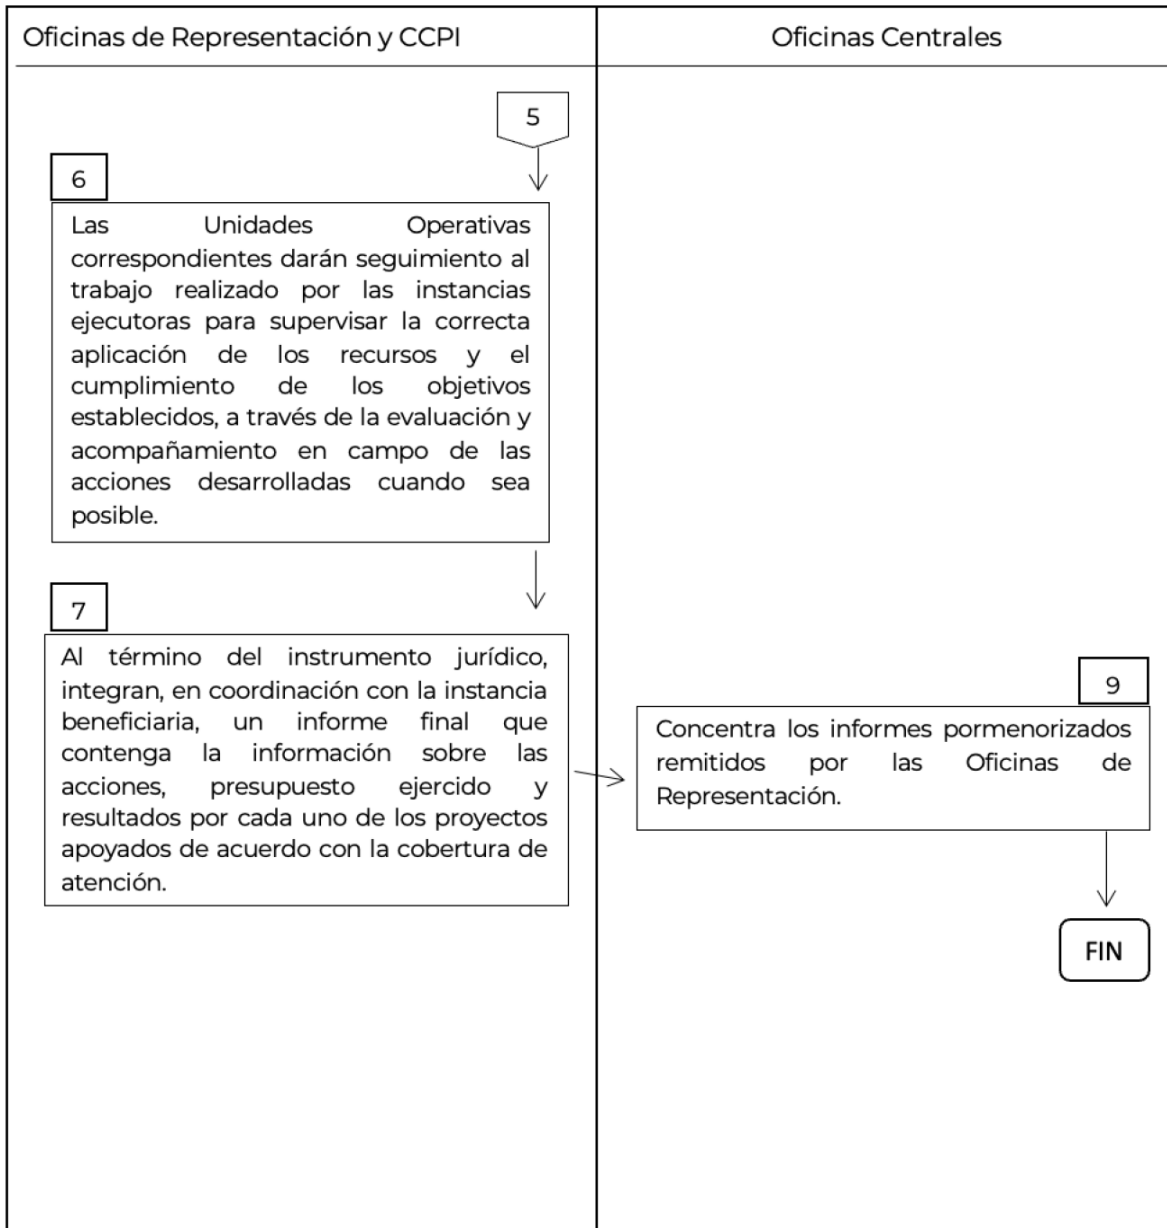 Oficinas de Representación y CCPI
Oficinas Centrales
5
6
Las Unidades Operativas
correspondientes darán seguimiento al
trabajo realizado por las instancias
ejecutoras para supervisar la correcta
aplicación de los recursos y el
cumplimiento de los objetivos
establecidos, a través de la evaluación y
acompañamiento en campo de las
acciones desarrolladas cuando sea
posible.
7
Al término del instrumento jurídico,
integran, en coordinación con la instancia
beneficiaria, un informe final que
contenga la información sobre las
acciones, presupuesto ejercido y
resultados por cada uno de los proyectos
apoyados de acuerdo con la cobertura de
atención.
9
Concentra los informes pormenorizados
remitidos por las Oficinas de
Representación.
FIN